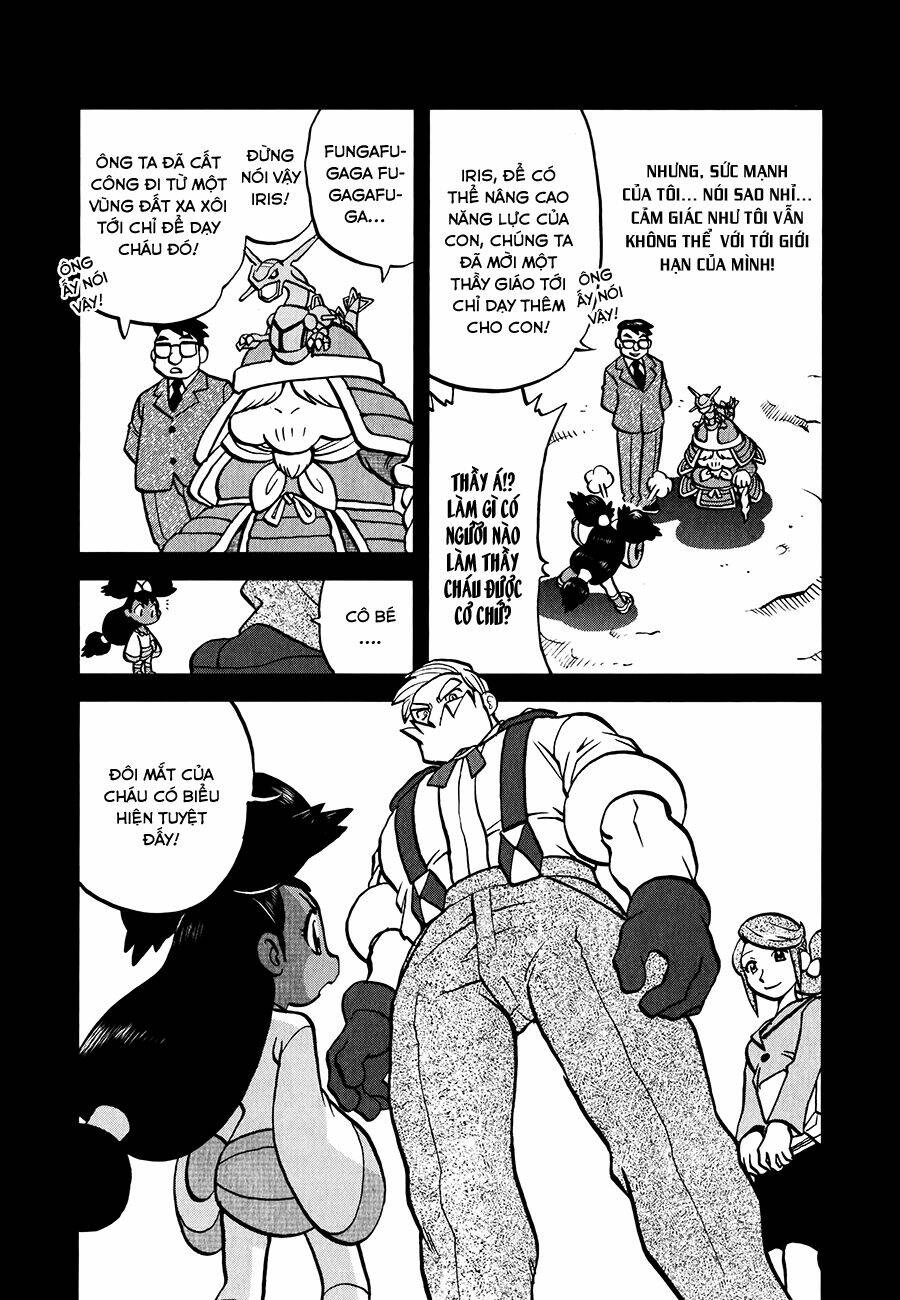 NHƯNG, SỨC MẠNH
CỦA TÔI... NÓI SAO NHỈ...
CẢM GIÁC NHƯ TÔI VẪN
KHÔNG THỂ VỚI TỚI GIỚI
HẠN CỦA MÌNH!
IRIS, ĐỂ CÓ
THỂ NÂNG CAO
NĂNG LỰC CỦA
CON, CHÚNG TA
ĐÃ MỜI MỘT
THẦY GIÁO TỚI
CHỈ DẠY THÊM
CHO CON!
ÔNG
ẤY NÓI
VẬY!
THẦY Á!?
LÀM GÌ CÓ
NGƯỜI NÀO
LÀM THẦY
CHÁU ĐƯỢC
CƠ CHỨ?
FUNGAFU-
GAGA FU-
GAGAFU-
GA...
ĐỪNG
NÓI VẬY
IRIS!
ÔNG TA ĐÃ CẤT
CÔNG ĐI TỪ MỘT
VÙNG ĐẤT XA XÔI
TỚI CHỈ ĐỂ DẠY
CHÁU ĐÓ!
ÔNG
ẤY NÓI
VẬY!
CÔ BÉ
....
ĐÔI MẮT CỦA
CHÁU CÓ BIỂU
HIỆN TUYỆT
ĐẤY!